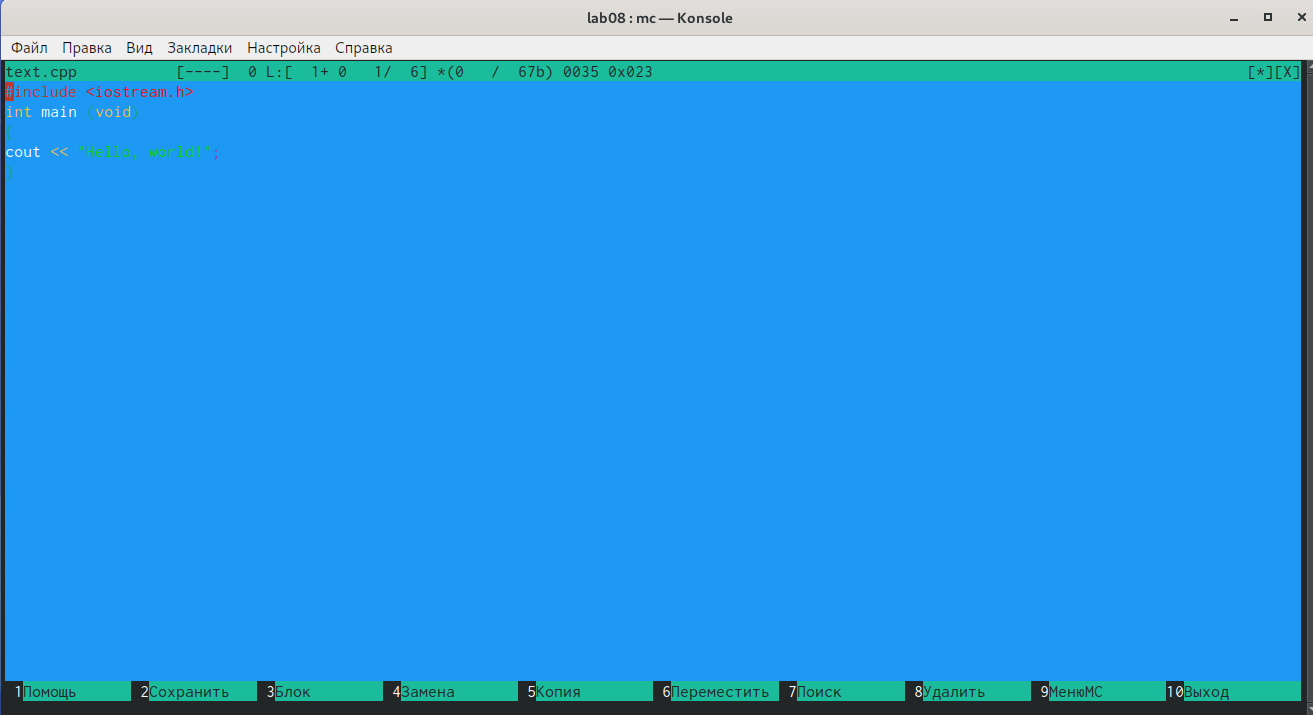 lab08 : mc — Konsole
Файл Правка Вид Закладки Настройка Справка
text.cpp [----] 0 L:[ 1+ 0 1/ 6] *(0 / 67b) 0035 0x023 [*][X]
#include <iostream.h>
int main (void)
{
cout << "Hello, world!";
}
1Помощь 2Сохранить 3Блок 4Замена 5Копия 6Переместить 7Поиск 8Удалить 9МенюМС 10Выход